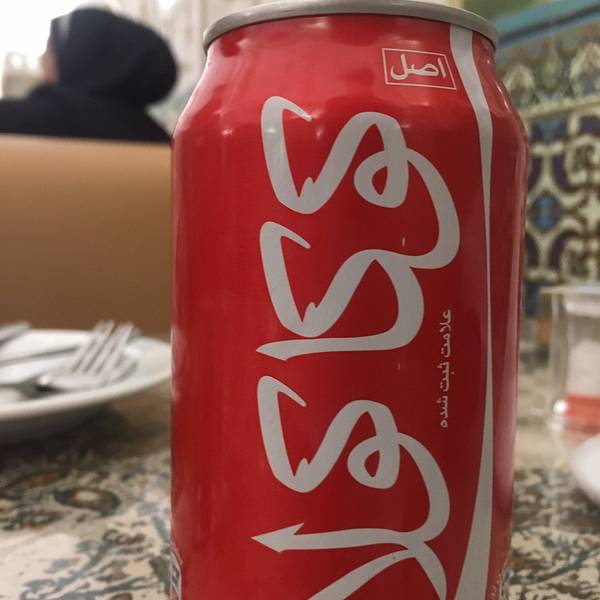 اصل
کوکاکولا
علامت ثبت شده